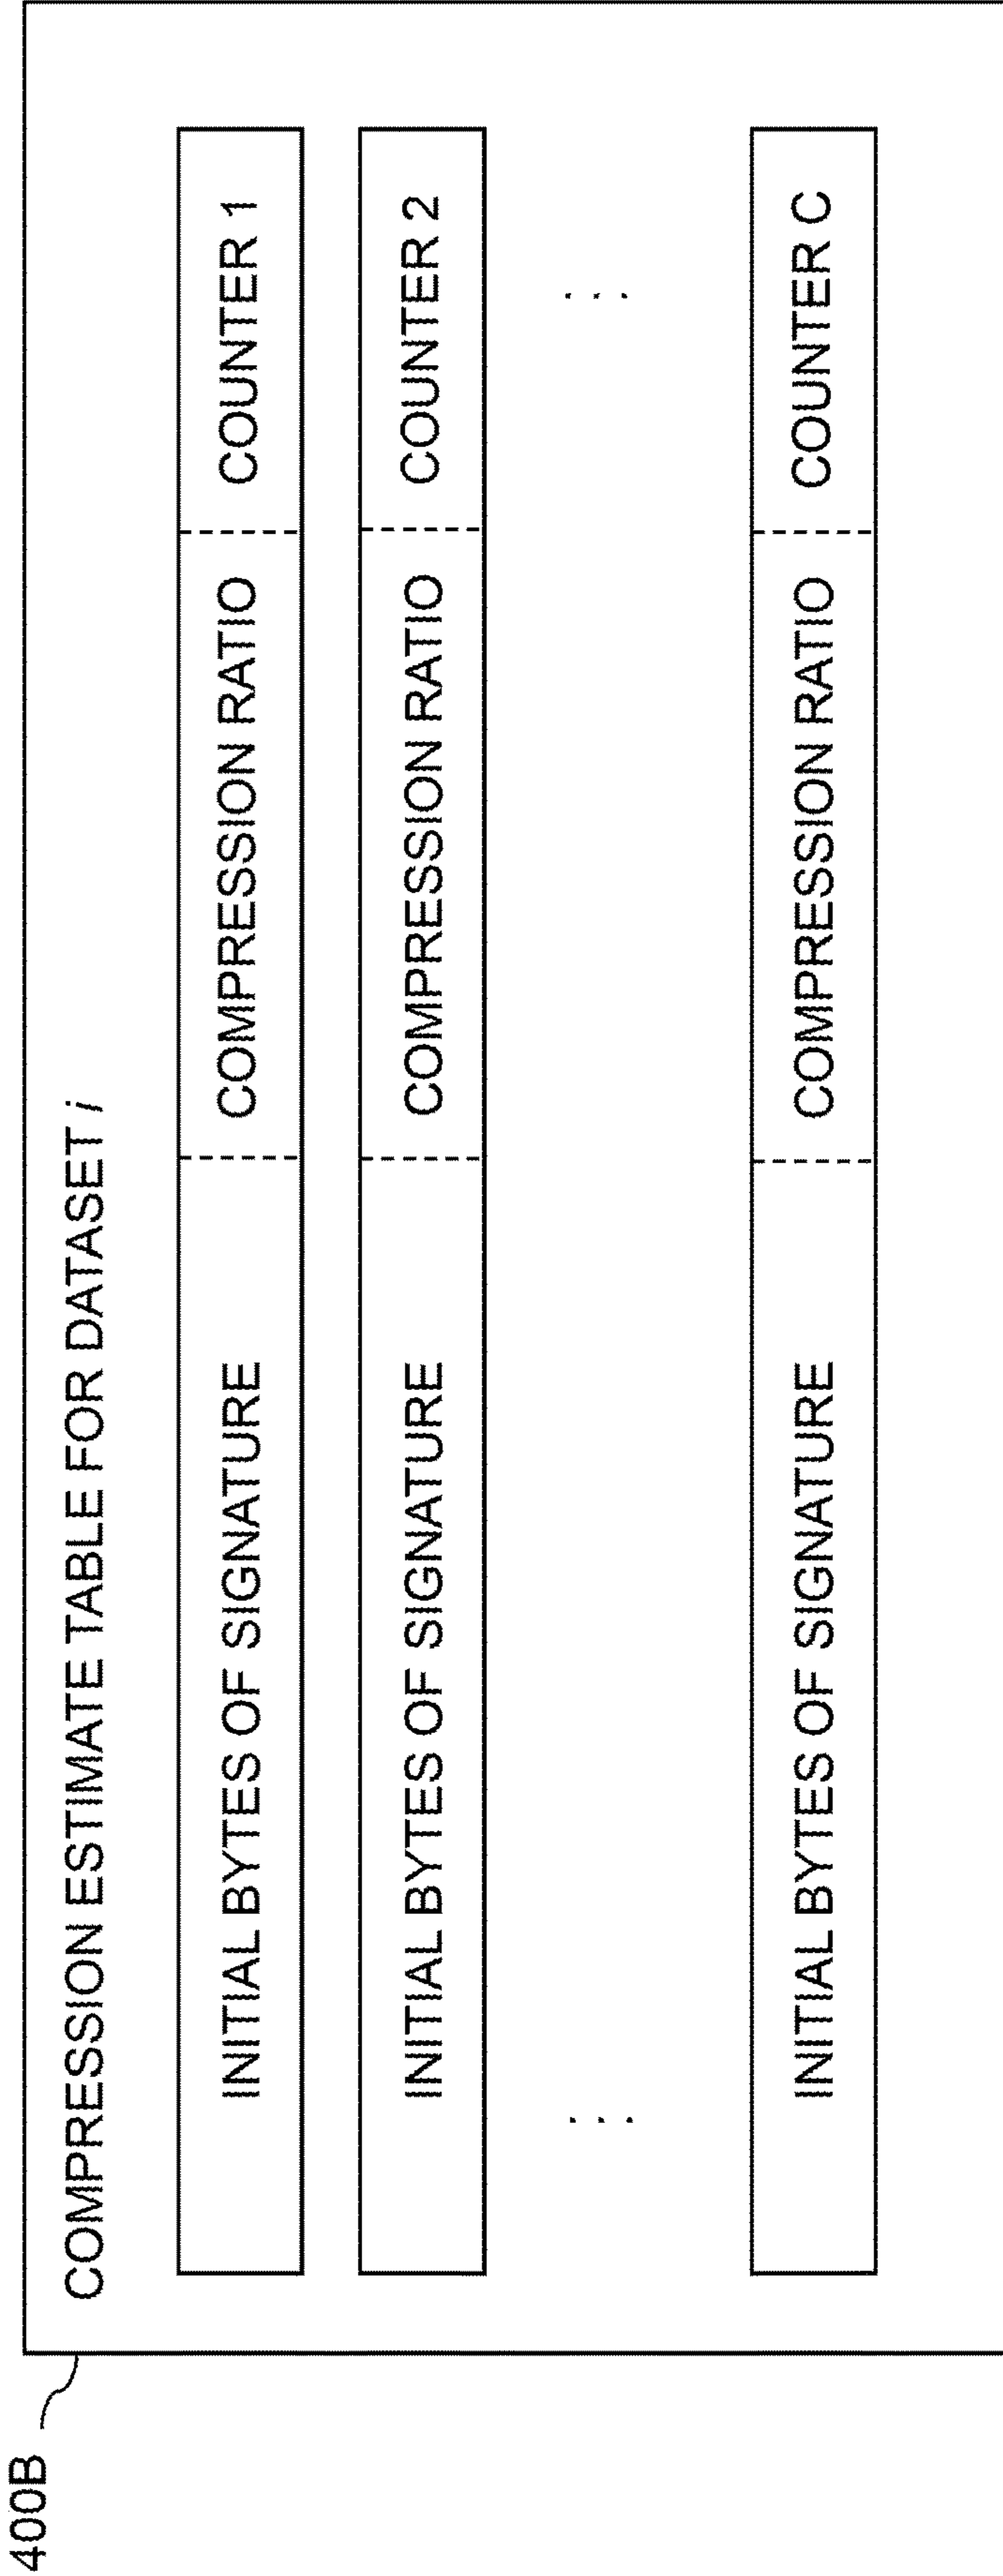 400B
COMPRESSION ESTIMATE TABLE FOR DATASET i
INITIAL BYTES OF SIGNATURE COMPRESSION RATIO COUNTER 1
INITIAL BYTES OF SIGNATURE COMPRESSION RATIO COUNTER 2
. . . . . .
INITIAL BYTES OF SIGNATURE COMPRESSION RATIO COUNTER C